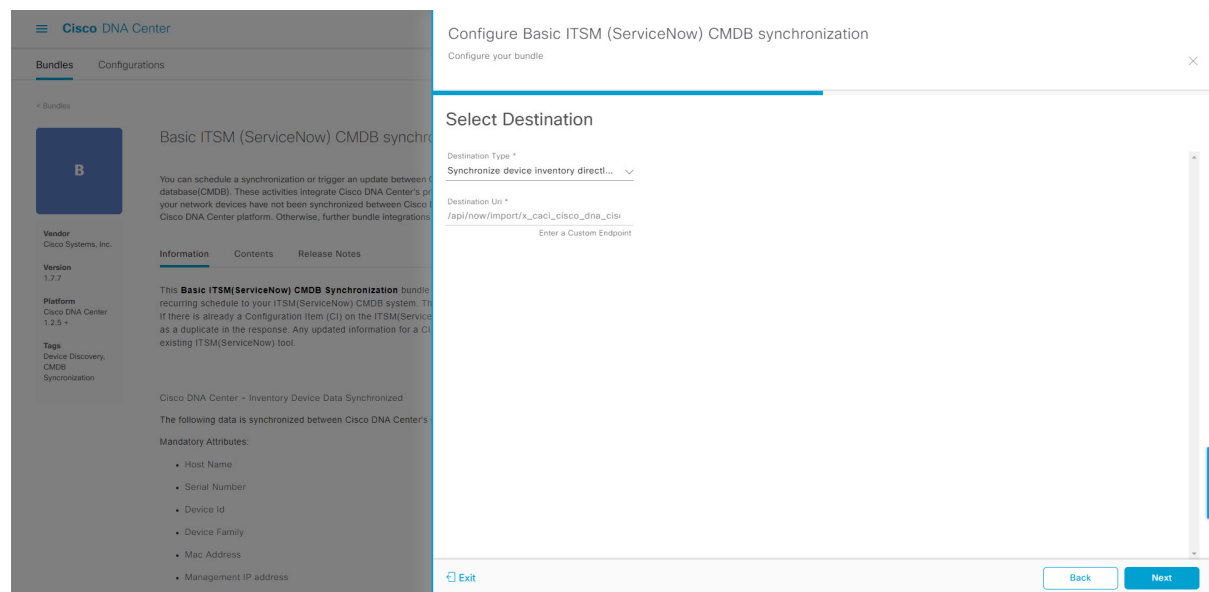 Cisco DNA Center
Bundles Configurations
< Bundles
B
Vendor
Cisco Systems, Inc.
Version
1.7.7
Platform
Cisco DNA Center
1.2.5 +
Tags
Device Discovery,
CMDB
Syncronization
Basic ITSM (ServiceNow) CMDB synchro
You can schedule a synchronization or trigger an update between
database(CMDB). These activities integrate Cisco DNA Center's pr
your network devices have not been synchronized between Cisco
Cisco DNA Center platform. Otherwise, further bundle integrations
Information Contents Release Notes
This Basic ITSM(ServiceNow) CMDB Synchronization bundle
recurring schedule to your ITSM(ServiceNow) CMDB system. Th
If there is already a Configuration Item (CI) on the ITSM(Service
as a duplicate in the response. Any updated information for a CI
existing ITSM(ServiceNow) tool.
Cisco DNA Center - Inventory Device Data Synchronized
The following data is synchronized between Cisco DNA Center's
Mandatory Attributes:
• Host Name
• Serial Number
• Device Id
• Device Family
• Mac Address
• Management IP address
Configure Basic ITSM (ServiceNow) CMDB synchronization
Configure your bundle
Select Destination
Destination Type *
Synchronize device inventory directl...
Destination Uri *
/api/now/import/x_caci_cisco_dna_cis
Enter a Custom Endpoint
Exit
Back Next